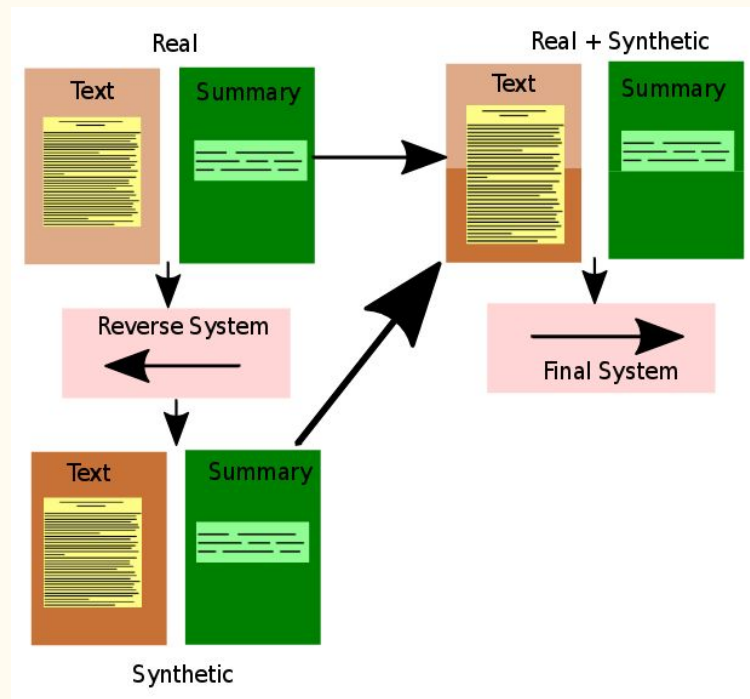 Real
Real + Synthetic
Text
Summary
Text
Summary
Reverse System
Final System
Text
Summary
Synthetic